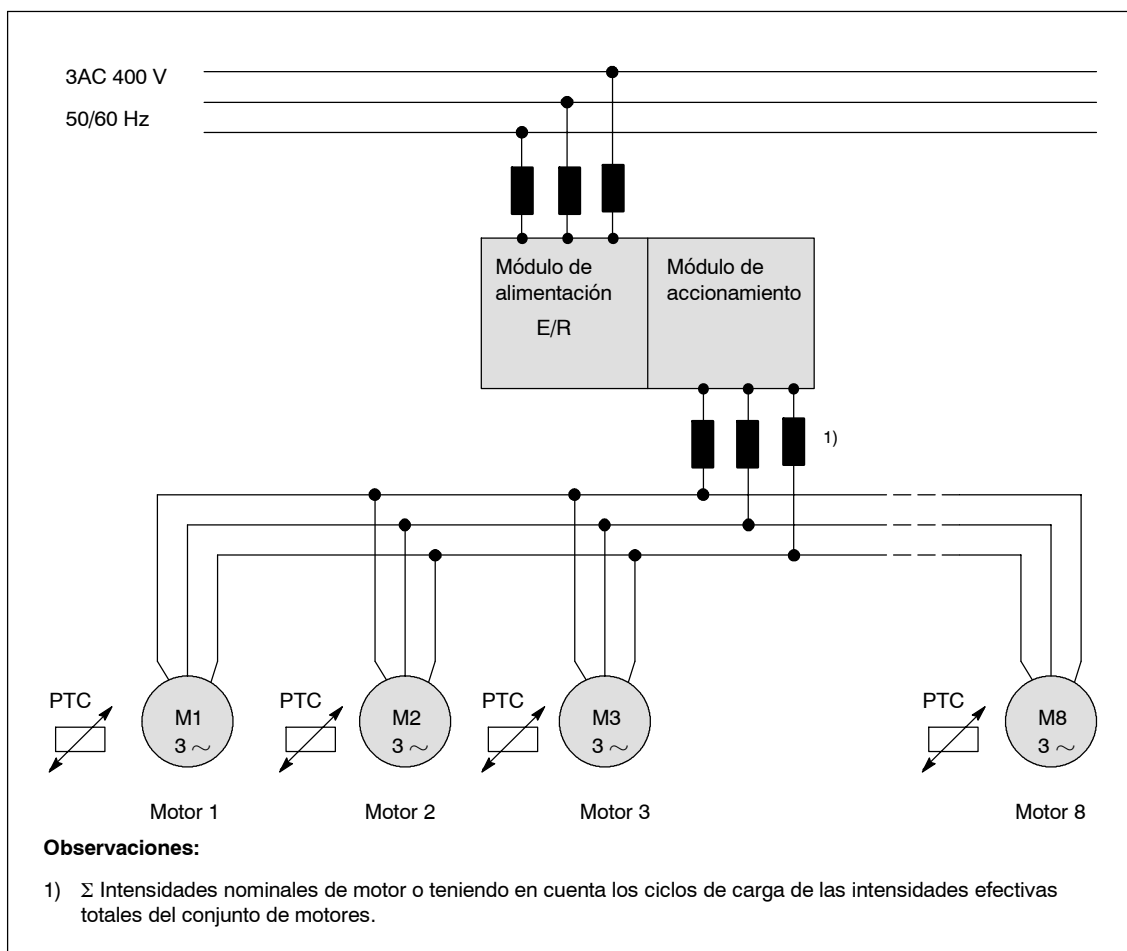 3AC 400 V
50/60 Hz
Módulo de
alimentación
E/R
Módulo de
accionamiento
1)
PTC
M1
3 ∼
Motor 1
PTC
M2
3 ∼
Motor 2
PTC
M3
3 ∼
Motor 3
PTC
M8
3 ∼
Motor 8
Observaciones:
1) Σ Intensidades nominales de motor o teniendo en cuenta los ciclos de carga de las intensidades efectivas
totales del conjunto de motores.